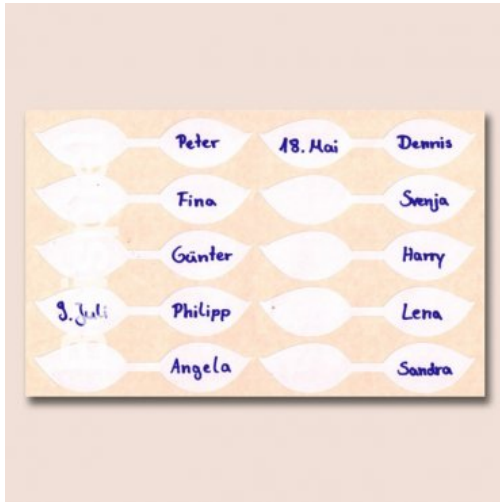 Peter 18. Mai Dennis
Fina Svenja
Günter Harry
9. Juli Philipp Lena
Angela Sandra